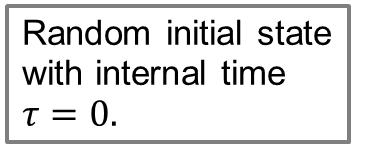 Random initial state
with internal time
𝜏 = 0.